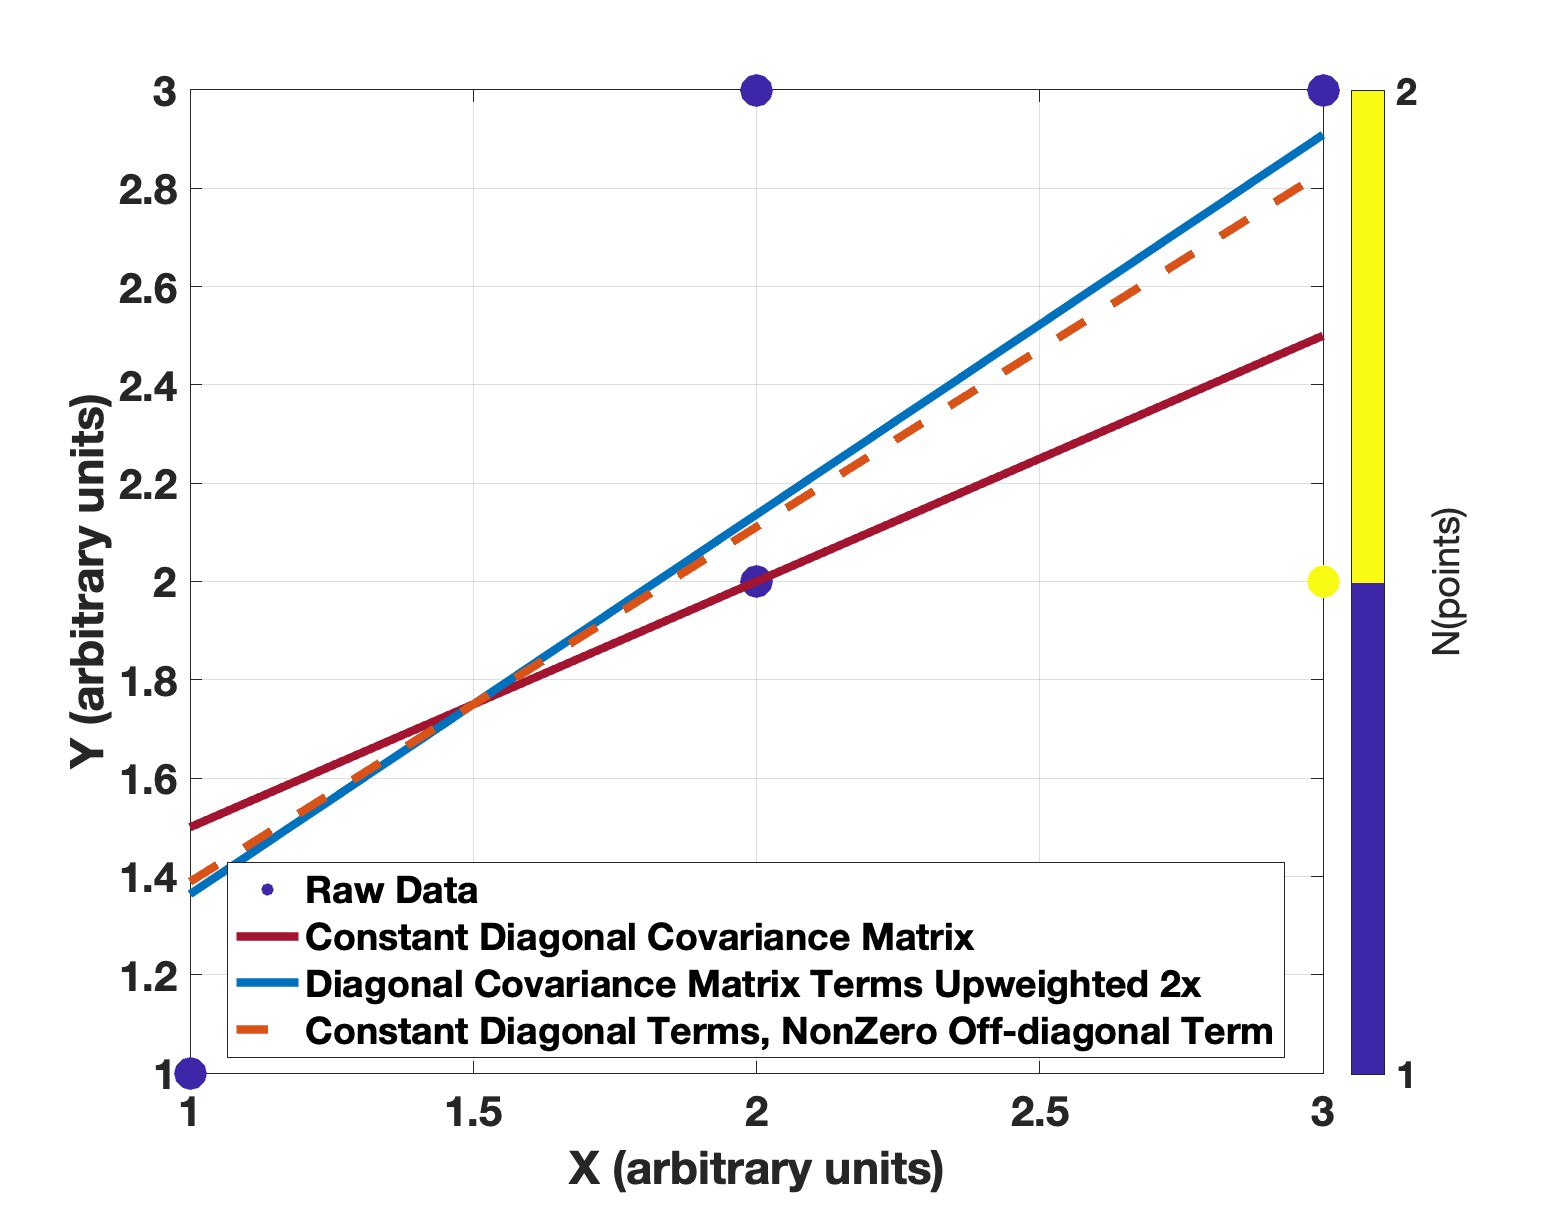 3
2.8
2.6
2.4
2.2
2
1.8
1.6
1.4
1.2
1
Y (arbitrary units)
Raw Data
Constant Diagonal Covariance Matrix
Diagonal Covariance Matrix Terms Upweighted 2x
Constant Diagonal Terms, NonZero Off-diagonal Term
1
1.5
2
2.5
3
X (arbitrary units)
2
1
N(points)